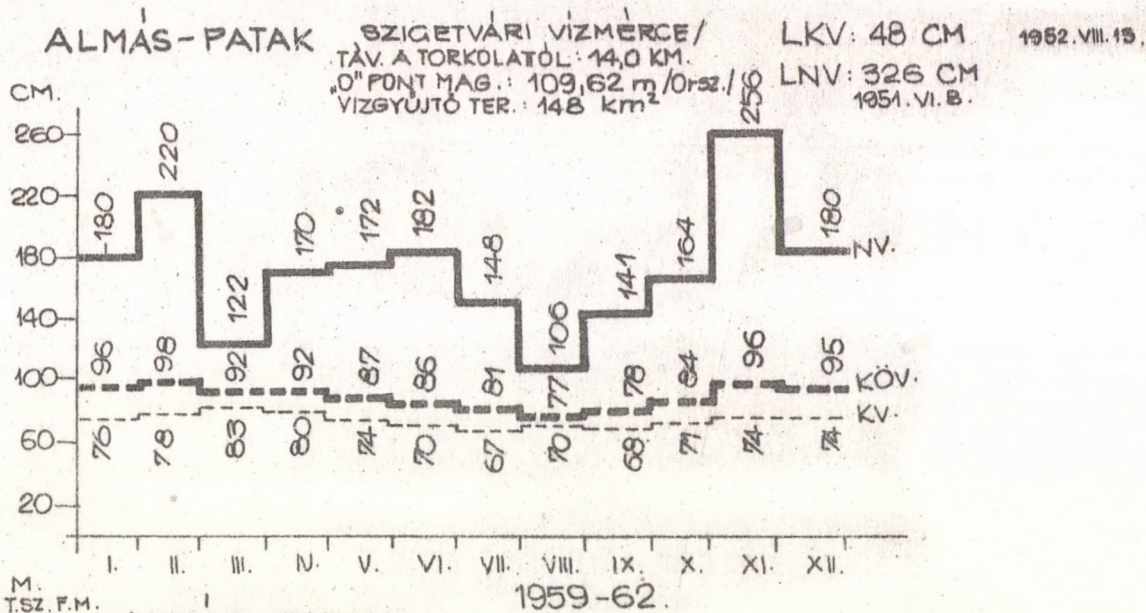 ALMÁS-PATAK SZIGETVÁRI VÍZMÉRCE/ LKV: 48 CM 1952.VIII.15.
TÁV. A TORKOLATÓL: 14,0 KM.
„0" PONT MAG.: 109,62 m /Orsz./ LNV: 326 CM
VIZGYÜJTŐ TER.: 148 km² 1951.VI.8.
CM.
260
220
180
140
100
60
20
180 220 122 170 172 182 148 106 141 164 256 180 NV.
96 98 92 92 87 86 81 77 78 84 96 95 KÖV.
76 78 83 80 74 70 67 70 68 71 74 74 KV.
I. II. III. IV. V. VI. VII. VIII. IX. X. XI. XII.
M. 1959-62.
T.SZ. F.M.